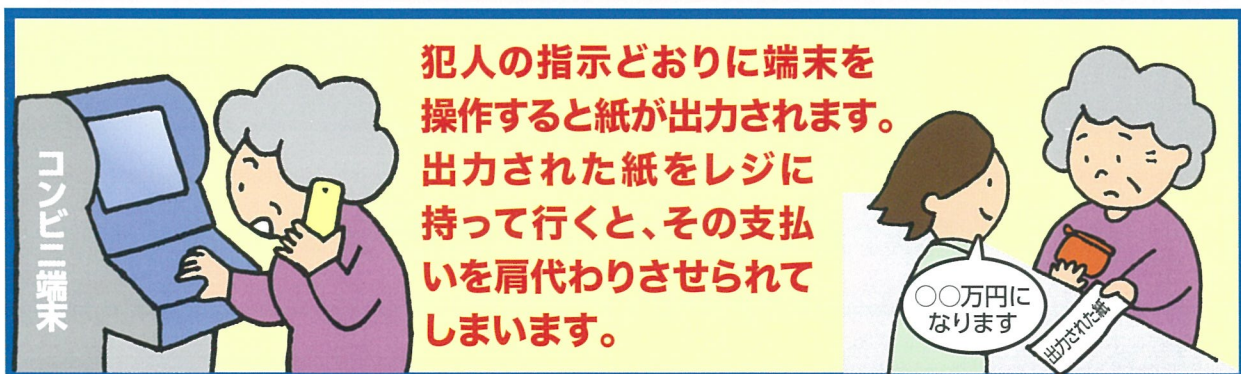 コンビニ端末
犯人の指示どおりに端末を
操作すると紙が出力されます。
出力された紙をレジに
持って行くと、その支払
いを肩代わりさせられて
しまいます。
○○万円に
なります
出力された紙